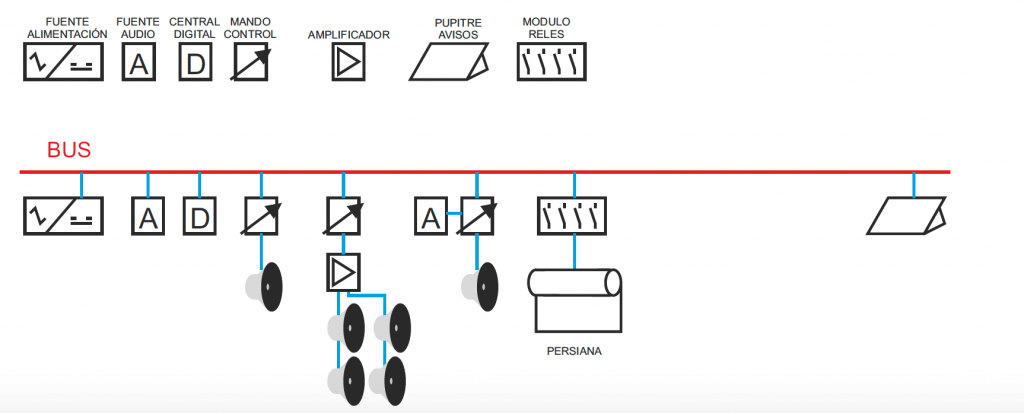 FUENTE
ALIMENTACIÓN
FUENTE
AUDIO
CENTRAL
DIGITAL
MANDO
CONTROL
AMPLIFICADOR
PUPITRE
AVISOS
MODULO
RELES
A
D
BUS
A
D
A
PERSIANA